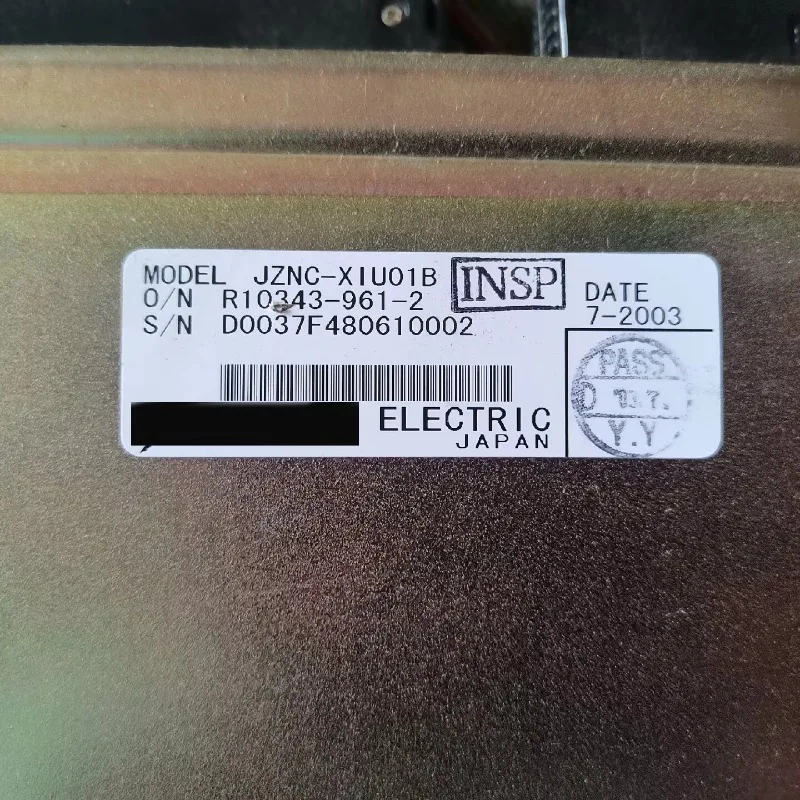 MODEL JZNC-XIU01B
INSP
O/N R10343-961-2
S/N D0037F480610002
DATE
7-2003
PASS
Y.Y
ELECTRIC
JAPAN